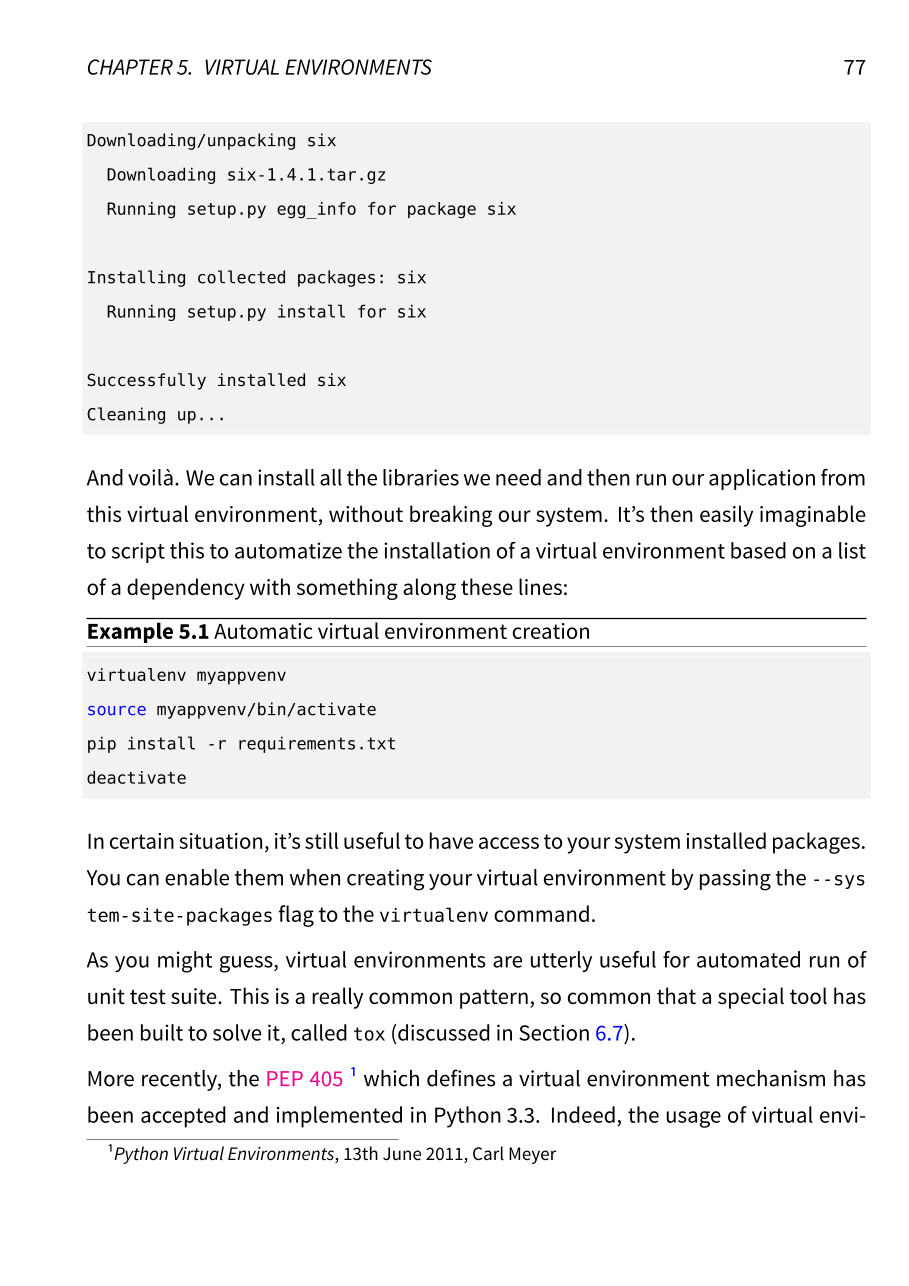 CHAPTER 5. VIRTUAL ENVIRONMENTS 77
Downloading/unpacking six
  Downloading six-1.4.1.tar.gz
  Running setup.py egg_info for package six

Installing collected packages: six
  Running setup.py install for six

Successfully installed six
Cleaning up...
And voilà. We can install all the libraries we need and then run our application from
this virtual environment, without breaking our system. It’s then easily imaginable
to script this to automatize the installation of a virtual environment based on a list
of a dependency with something along these lines:
Example 5.1 Automatic virtual environment creation
virtualenv myappvenv
source myappvenv/bin/activate
pip install -r requirements.txt
deactivate
In certain situation, it’s still useful to have access to your system installed packages.
You can enable them when creating your virtual environment by passing the --sys
tem-site-packages flag to the virtualenv command.
As you might guess, virtual environments are utterly useful for automated run of
unit test suite. This is a really common pattern, so common that a special tool has
been built to solve it, called tox (discussed in Section 6.7).
More recently, the PEP 405 1 which defines a virtual environment mechanism has
been accepted and implemented in Python 3.3. Indeed, the usage of virtual envi-
1Python Virtual Environments, 13th June 2011, Carl Meyer